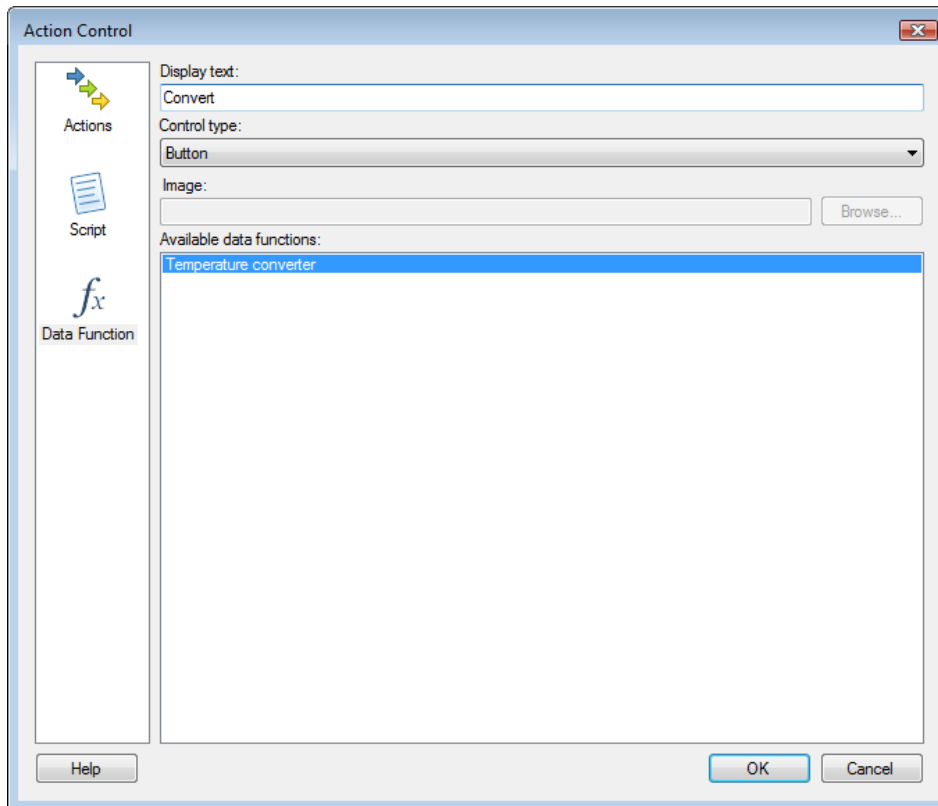 Action Control
Display text:
Convert
Actions
Control type:
Button
Image:
Browse...
Script
Available data functions:
Temperature converter
fx
Data Function
Help
OK
Cancel